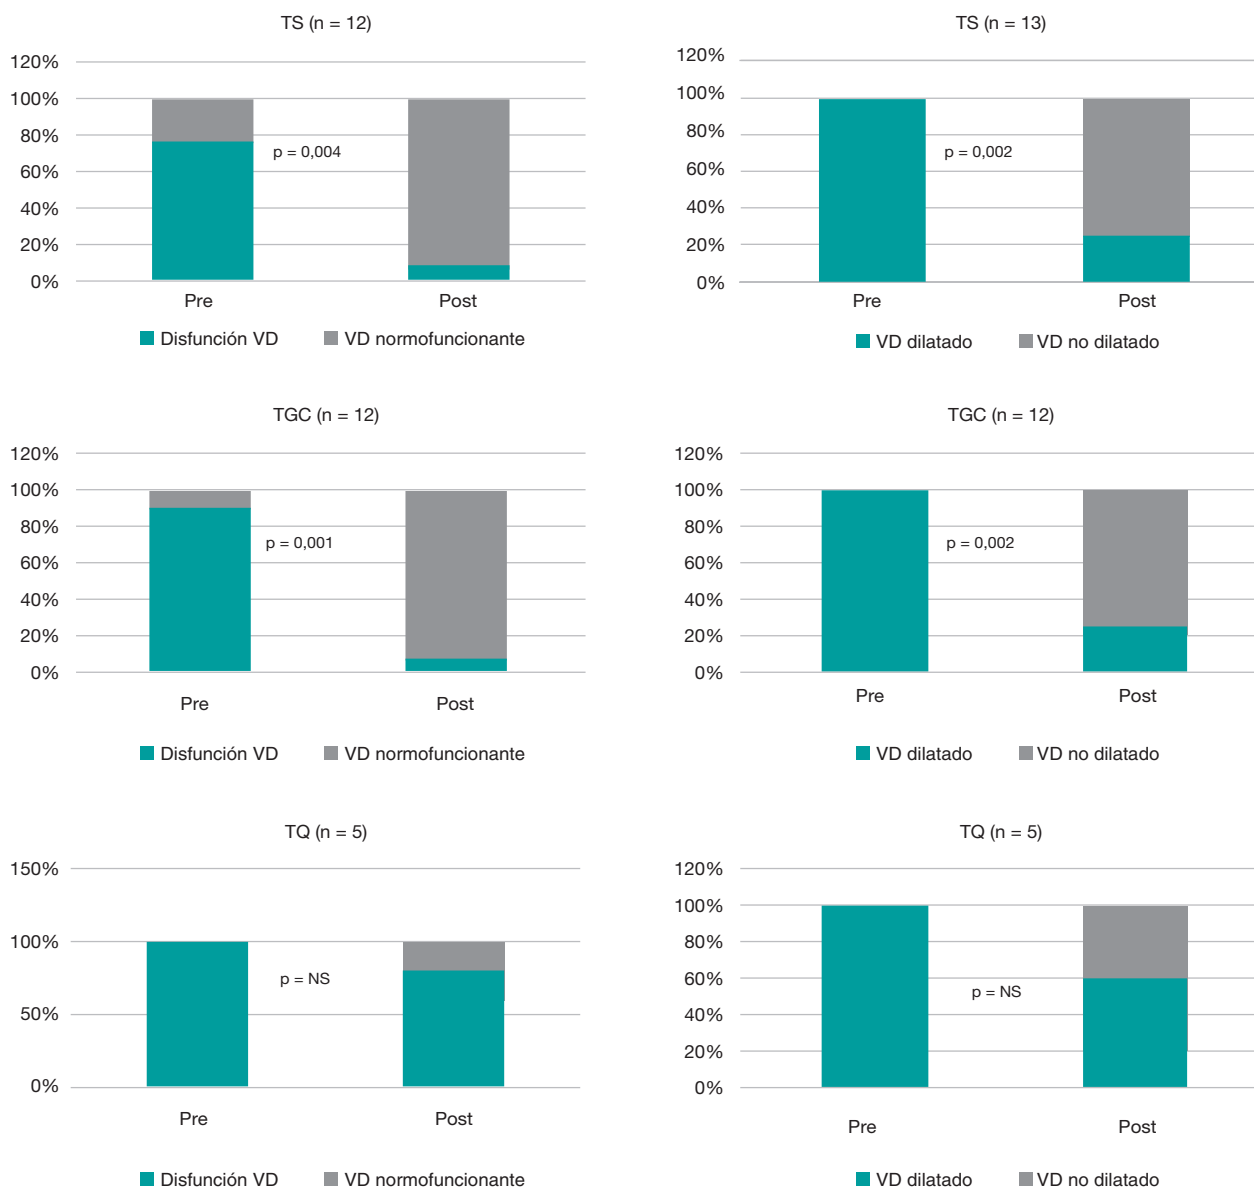 TS (n = 12)
120%
100%
80%
60%
40%
20%
0%
p = 0,004
Pre
Post
Disfunción VD
VD normofuncionante
TS (n = 13)
120%
100%
80%
60%
40%
20%
0%
p = 0,002
Pre
Post
VD dilatado
VD no dilatado
TGC (n = 12)
120%
100%
80%
60%
40%
20%
0%
p = 0,001
Pre
Post
Disfunción VD
VD normofuncionante
TGC (n = 12)
120%
100%
80%
60%
40%
20%
0%
p = 0,002
Pre
Post
VD dilatado
VD no dilatado
TQ (n = 5)
150%
100%
50%
0%
p = NS
Pre
Post
Disfunción VD
VD normofuncionante
TQ (n = 5)
120%
100%
80%
60%
40%
20%
0%
p = NS
Pre
Post
VD dilatado
VD no dilatado